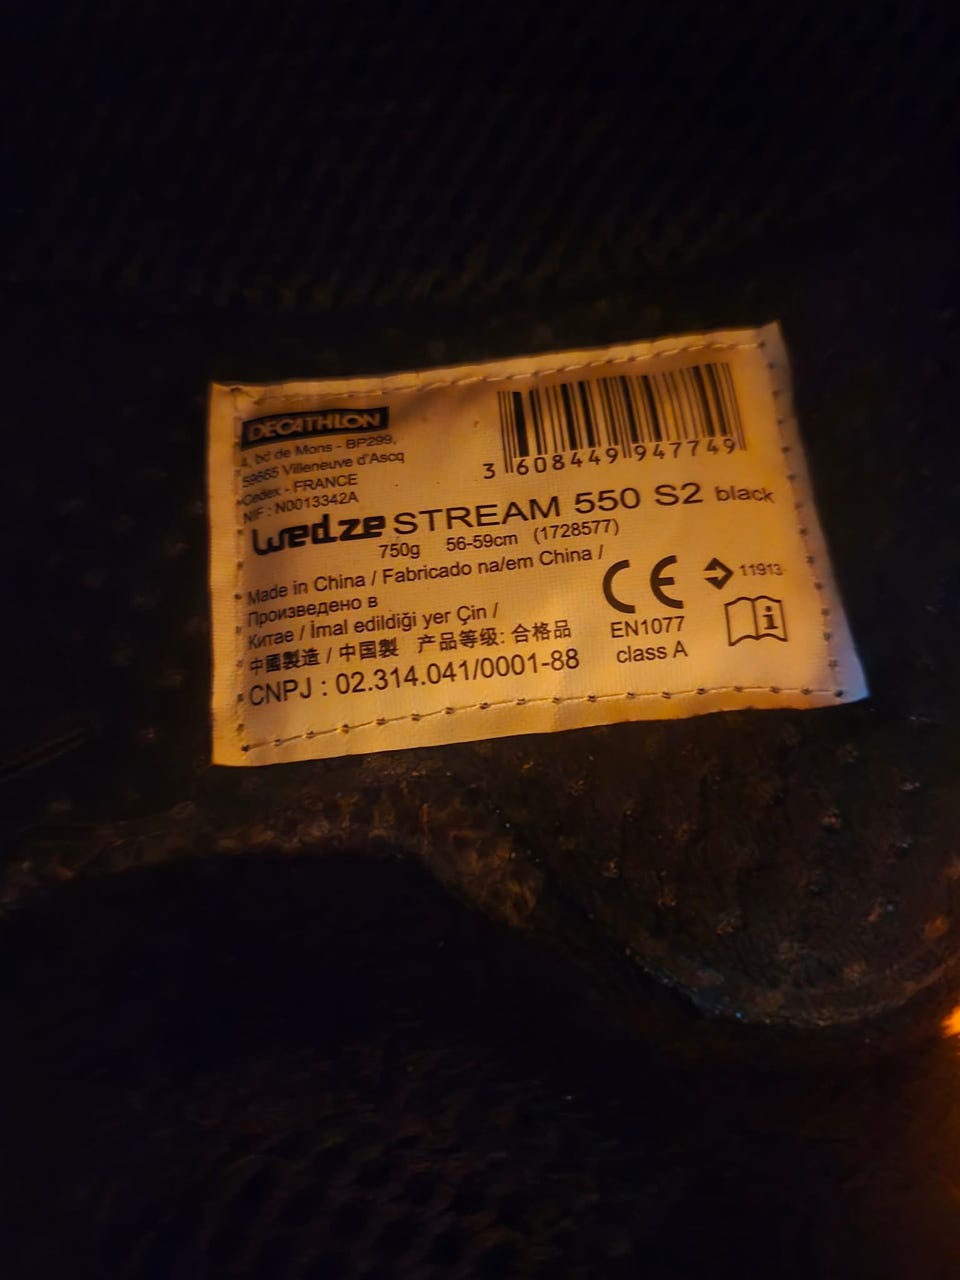 DECATHLON
4, bd de Mons - BP299,
59665 Villeneuve d'Ascq
Cedex - FRANCE
NIF : N0013342A
3 608449 947749
Wedze STREAM 550 S2 black
750g 56-59cm (1728577)
Made in China / Fabricado na/em China /
Произведено в
Китае / İmal edildiği yer Çin /
中國製造 / 中国製 产品等级: 合格品
CNPJ : 02.314.041/0001-88
CE
11913
EN1077
class A